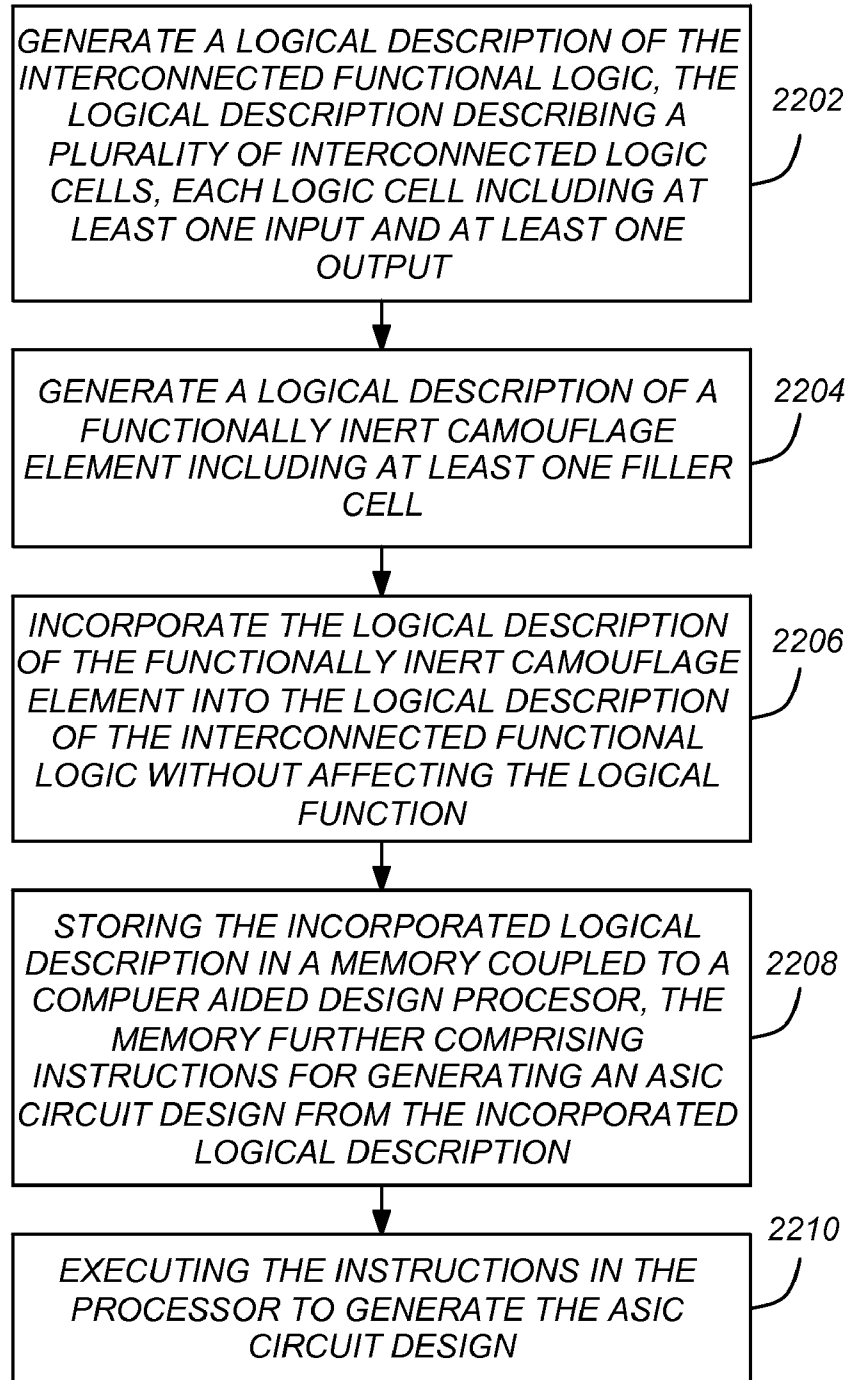 GENERATE A LOGICAL DESCRIPTION OF THE
INTERCONNECTED FUNCTIONAL LOGIC, THE
LOGICAL DESCRIPTION DESCRIBING A
PLURALITY OF INTERCONNECTED LOGIC
CELLS, EACH LOGIC CELL INCLUDING AT
LEAST ONE INPUT AND AT LEAST ONE
OUTPUT
2202
GENERATE A LOGICAL DESCRIPTION OF A
FUNCTIONALLY INERT CAMOUFLAGE
ELEMENT INCLUDING AT LEAST ONE FILLER
CELL
2204
INCORPORATE THE LOGICAL DESCRIPTION
OF THE FUNCTIONALLY INERT CAMOUFLAGE
ELEMENT INTO THE LOGICAL DESCRIPTION
OF THE INTERCONNECTED FUNCTIONAL
LOGIC WITHOUT AFFECTING THE LOGICAL
FUNCTION
2206
STORING THE INCORPORATED LOGICAL
DESCRIPTION IN A MEMORY COUPLED TO A
COMPUER AIDED DESIGN PROCESOR, THE
MEMORY FURTHER COMPRISING
INSTRUCTIONS FOR GENERATING AN ASIC
CIRCUIT DESIGN FROM THE INCORPORATED
LOGICAL DESCRIPTION
2208
EXECUTING THE INSTRUCTIONS IN THE
PROCESSOR TO GENERATE THE ASIC
CIRCUIT DESIGN
2210